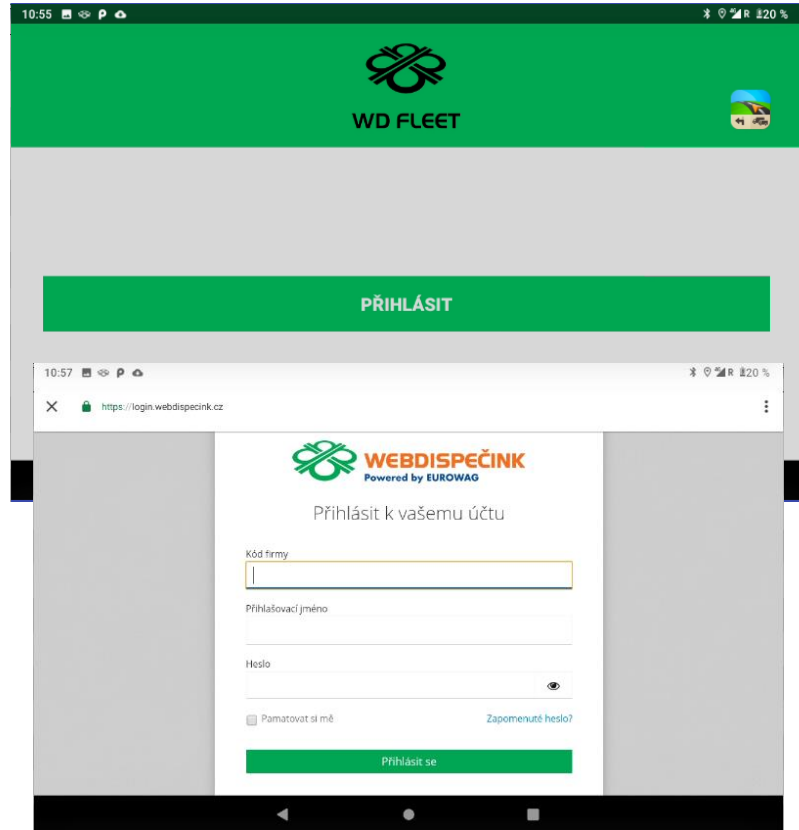 10:55 P R 20 %
WD FLEET
PŘIHLÁSIT
10:57 P R 20 %
https://login.webdispecink.cz
WEBDISPEČINK
Powered by EUROWAG
Přihlásit k vašemu účtu
Kód firmy
Přihlašovací jméno
Heslo
Pamatovat si mě Zapomenuté heslo?
Přihlásit se